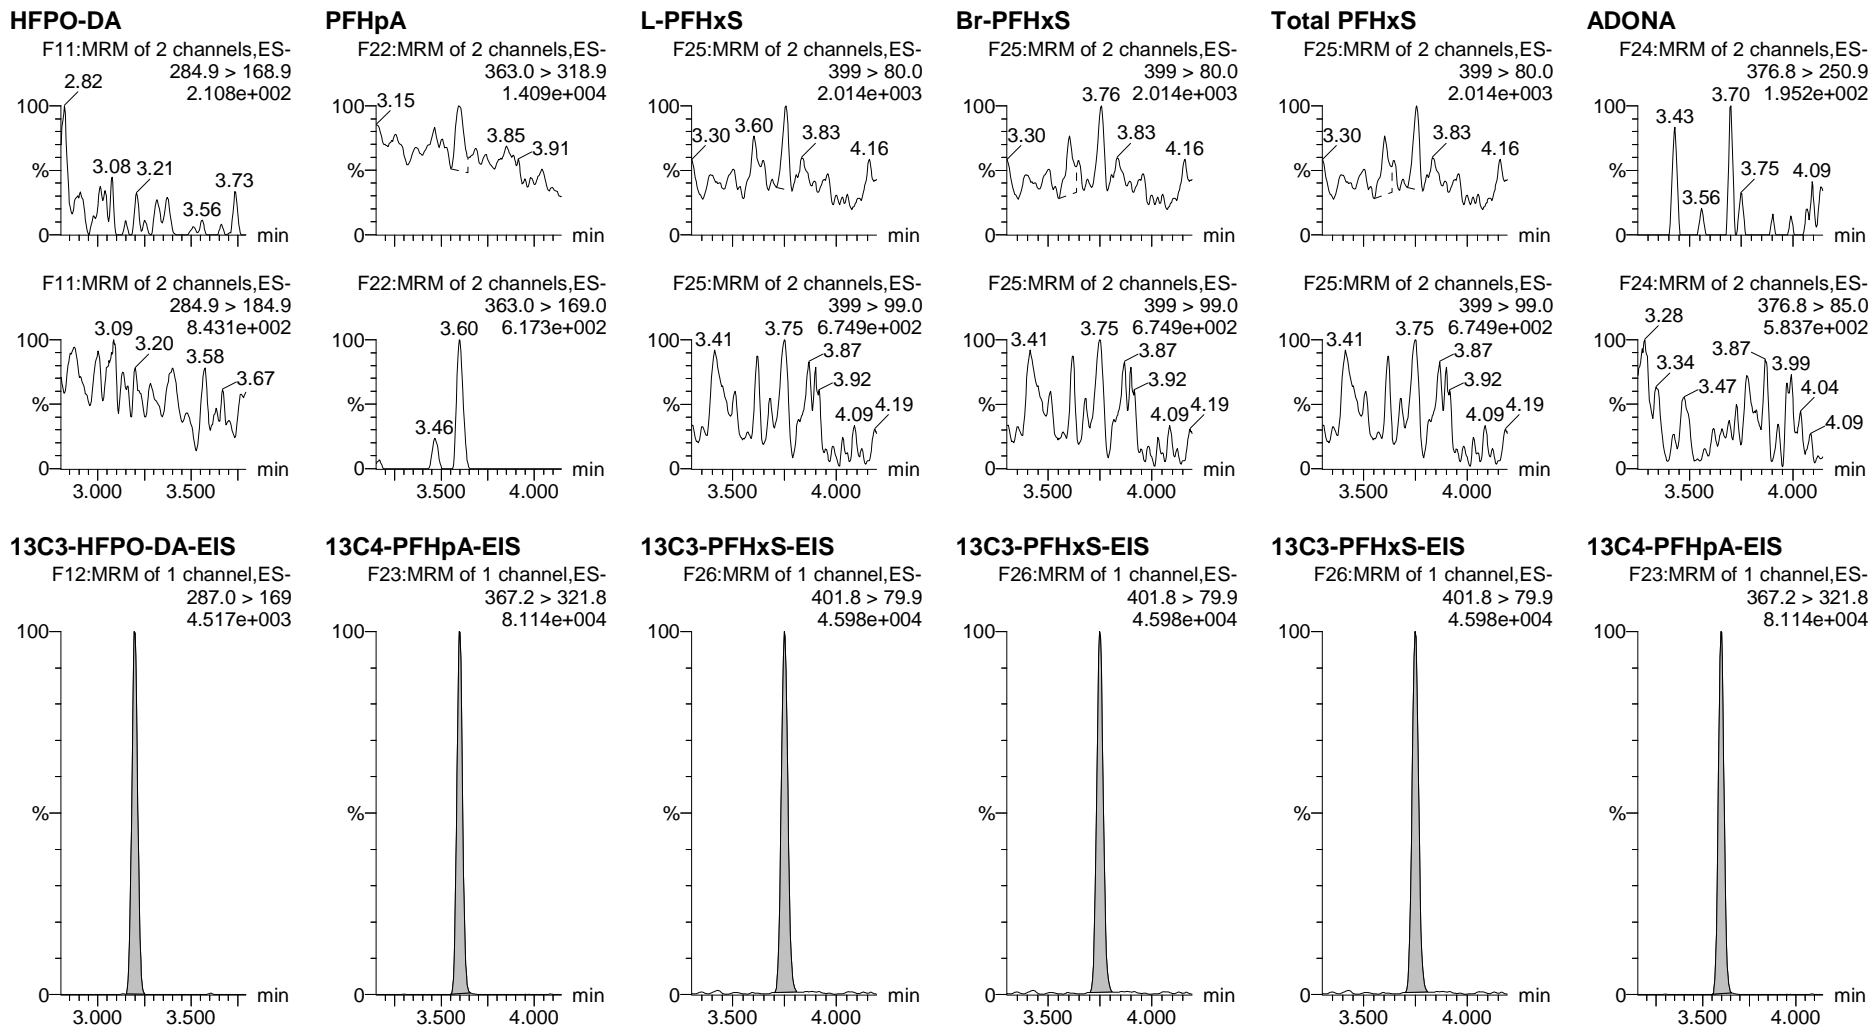 HFPO-DA
F11:MRM of 2 channels,ES-
284.9 > 168.9
2.108e+002
2.82
100
3.08
3.21
3.73
3.56
%
0
min
F11:MRM of 2 channels,ES-
284.9 > 184.9
8.431e+002
3.09
100
3.20
3.58
3.67
%
0
min
3.000 3.500
PFHpA
F22:MRM of 2 channels,ES-
363.0 > 318.9
1.409e+004
3.15
100
3.85
3.91
%
0
min
F22:MRM of 2 channels,ES-
363.0 > 169.0
3.60 6.173e+002
100
3.46
%
0
min
3.500 4.000
L-PFHxS
F25:MRM of 2 channels,ES-
399 > 80.0
2.014e+003
100
3.30
3.60
3.83
4.16
%
0
min
F25:MRM of 2 channels,ES-
399 > 99.0
3.75 6.749e+002
100
3.41
3.87
3.92
4.09
4.19
%
0
min
3.500 4.000
Br-PFHxS
F25:MRM of 2 channels,ES-
399 > 80.0
3.76 2.014e+003
100
3.30
3.83
4.16
%
0
min
F25:MRM of 2 channels,ES-
399 > 99.0
3.75 6.749e+002
100
3.41
3.87
3.92
4.09
4.19
%
0
min
3.500 4.000
Total PFHxS
F25:MRM of 2 channels,ES-
399 > 80.0
2.014e+003
100
3.30
3.83
4.16
%
0
min
F25:MRM of 2 channels,ES-
399 > 99.0
3.75 6.749e+002
100
3.41
3.87
3.92
4.09
4.19
%
0
min
3.500 4.000
ADONA
F24:MRM of 2 channels,ES-
376.8 > 250.9
3.70 1.952e+002
100
3.43
3.56
3.75
4.09
%
0
min
F24:MRM of 2 channels,ES-
376.8 > 85.0
5.837e+002
3.28
100
3.34
3.47
3.87
3.99
4.04
4.09
%
0
min
3.500 4.000
13C3-HFPO-DA-EIS
F12:MRM of 1 channel,ES-
287.0 > 169
4.517e+003
100
%
0
min
3.000 3.500
13C4-PFHpA-EIS
F23:MRM of 1 channel,ES-
367.2 > 321.8
8.114e+004
100
%
0
min
3.500 4.000
13C3-PFHxS-EIS
F26:MRM of 1 channel,ES-
401.8 > 79.9
4.598e+004
100
%
0
min
3.500 4.000
13C3-PFHxS-EIS
F26:MRM of 1 channel,ES-
401.8 > 79.9
4.598e+004
100
%
0
min
3.500 4.000
13C3-PFHxS-EIS
F26:MRM of 1 channel,ES-
401.8 > 79.9
4.598e+004
100
%
0
min
3.500 4.000
13C4-PFHpA-EIS
F23:MRM of 1 channel,ES-
367.2 > 321.8
8.114e+004
100
%
0
min
3.500 4.000